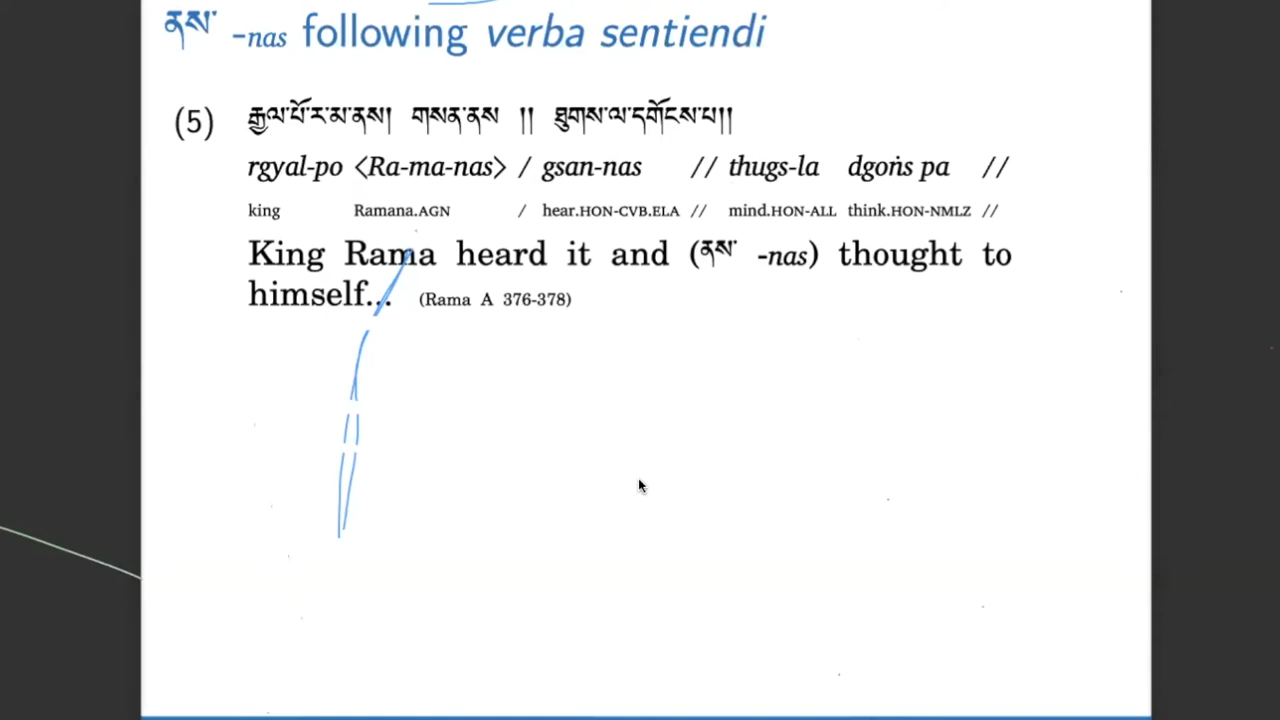 ནས་ -nas following verba sentiendi
(5) རྒྱལ་པོ་ར་མ་ནས། གསན་ནས །། ཐུགས་ལ་དགོངས་པ།།
rgyal-po ⟨Ra-ma-nas⟩ / gsan-nas // thugs-la dgoṅs pa //
king Ramana.AGN / hear.HON-CVB.ELA // mind.HON-ALL think.HON-NMLZ //
King Rama heard it and (ནས་ -nas) thought to
himself... (Rama A 376-378)